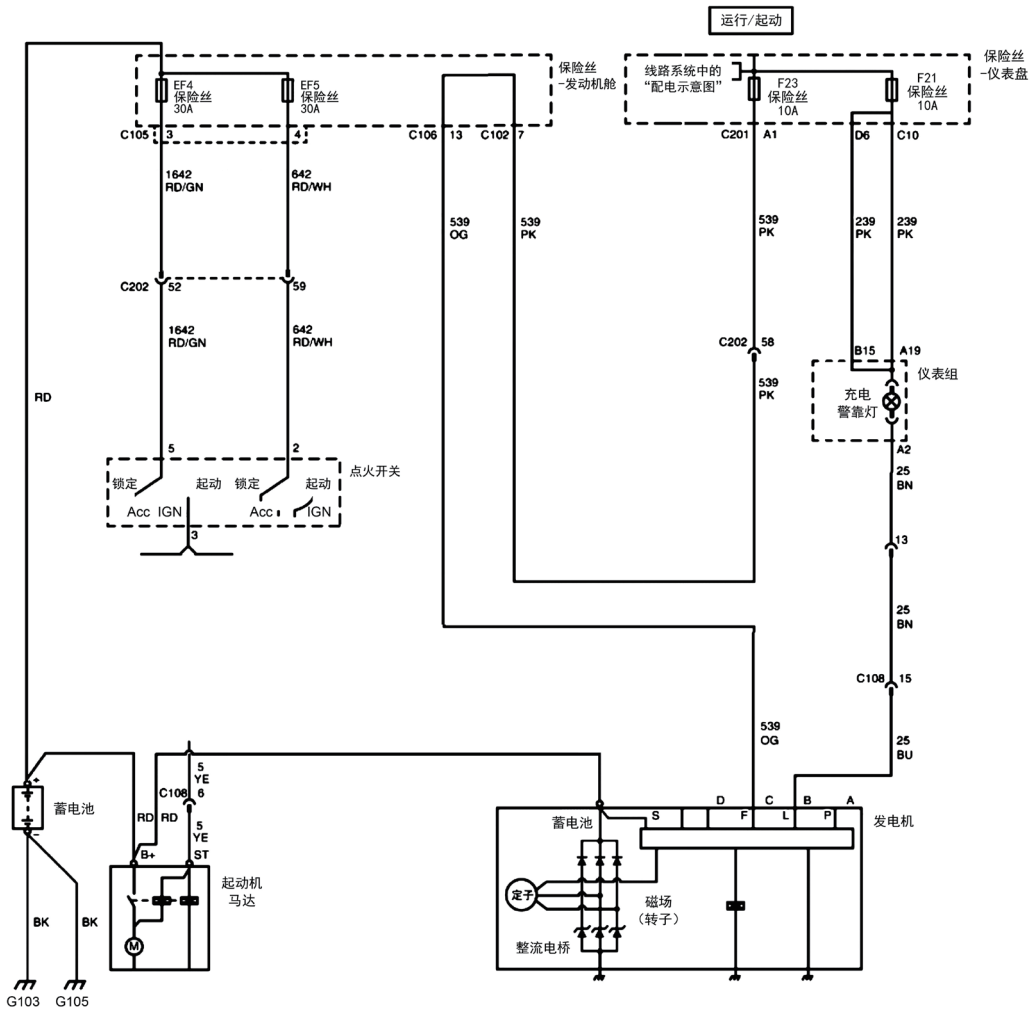 运行/起动
保险丝
-发动机舱
线路系统中的
“配电示意图”
保险丝
-仪表盘
EF4
保险丝
30A
EF5
保险丝
30A
F23
保险丝
10A
F21
保险丝
10A
C105 3 4
C106 13
C102 7
C201 A1
D6 C10
1642
RD/GN
642
RD/WH
539
OG
539
PK
539
PK
239
PK
239
PK
C202 52 59
1642
RD/GN
642
RD/WH
C202 58
539
PK
B15 A19
仪表组
充电
警靠灯
A2
RD
5 2
点火开关
锁定 起动 锁定 起动
Acc IGN Acc IGN
3
25
BN
13
25
BN
C108 15
25
BU
539
OG
5
YE
C108 6
5
YE
RD RD
+
蓄电池
-
B+ ST
起动机
马达
M
BK BK
G103 G105
D C B A
S F L P
发电机
蓄电池
定子
磁场
(转子)
整流电桥